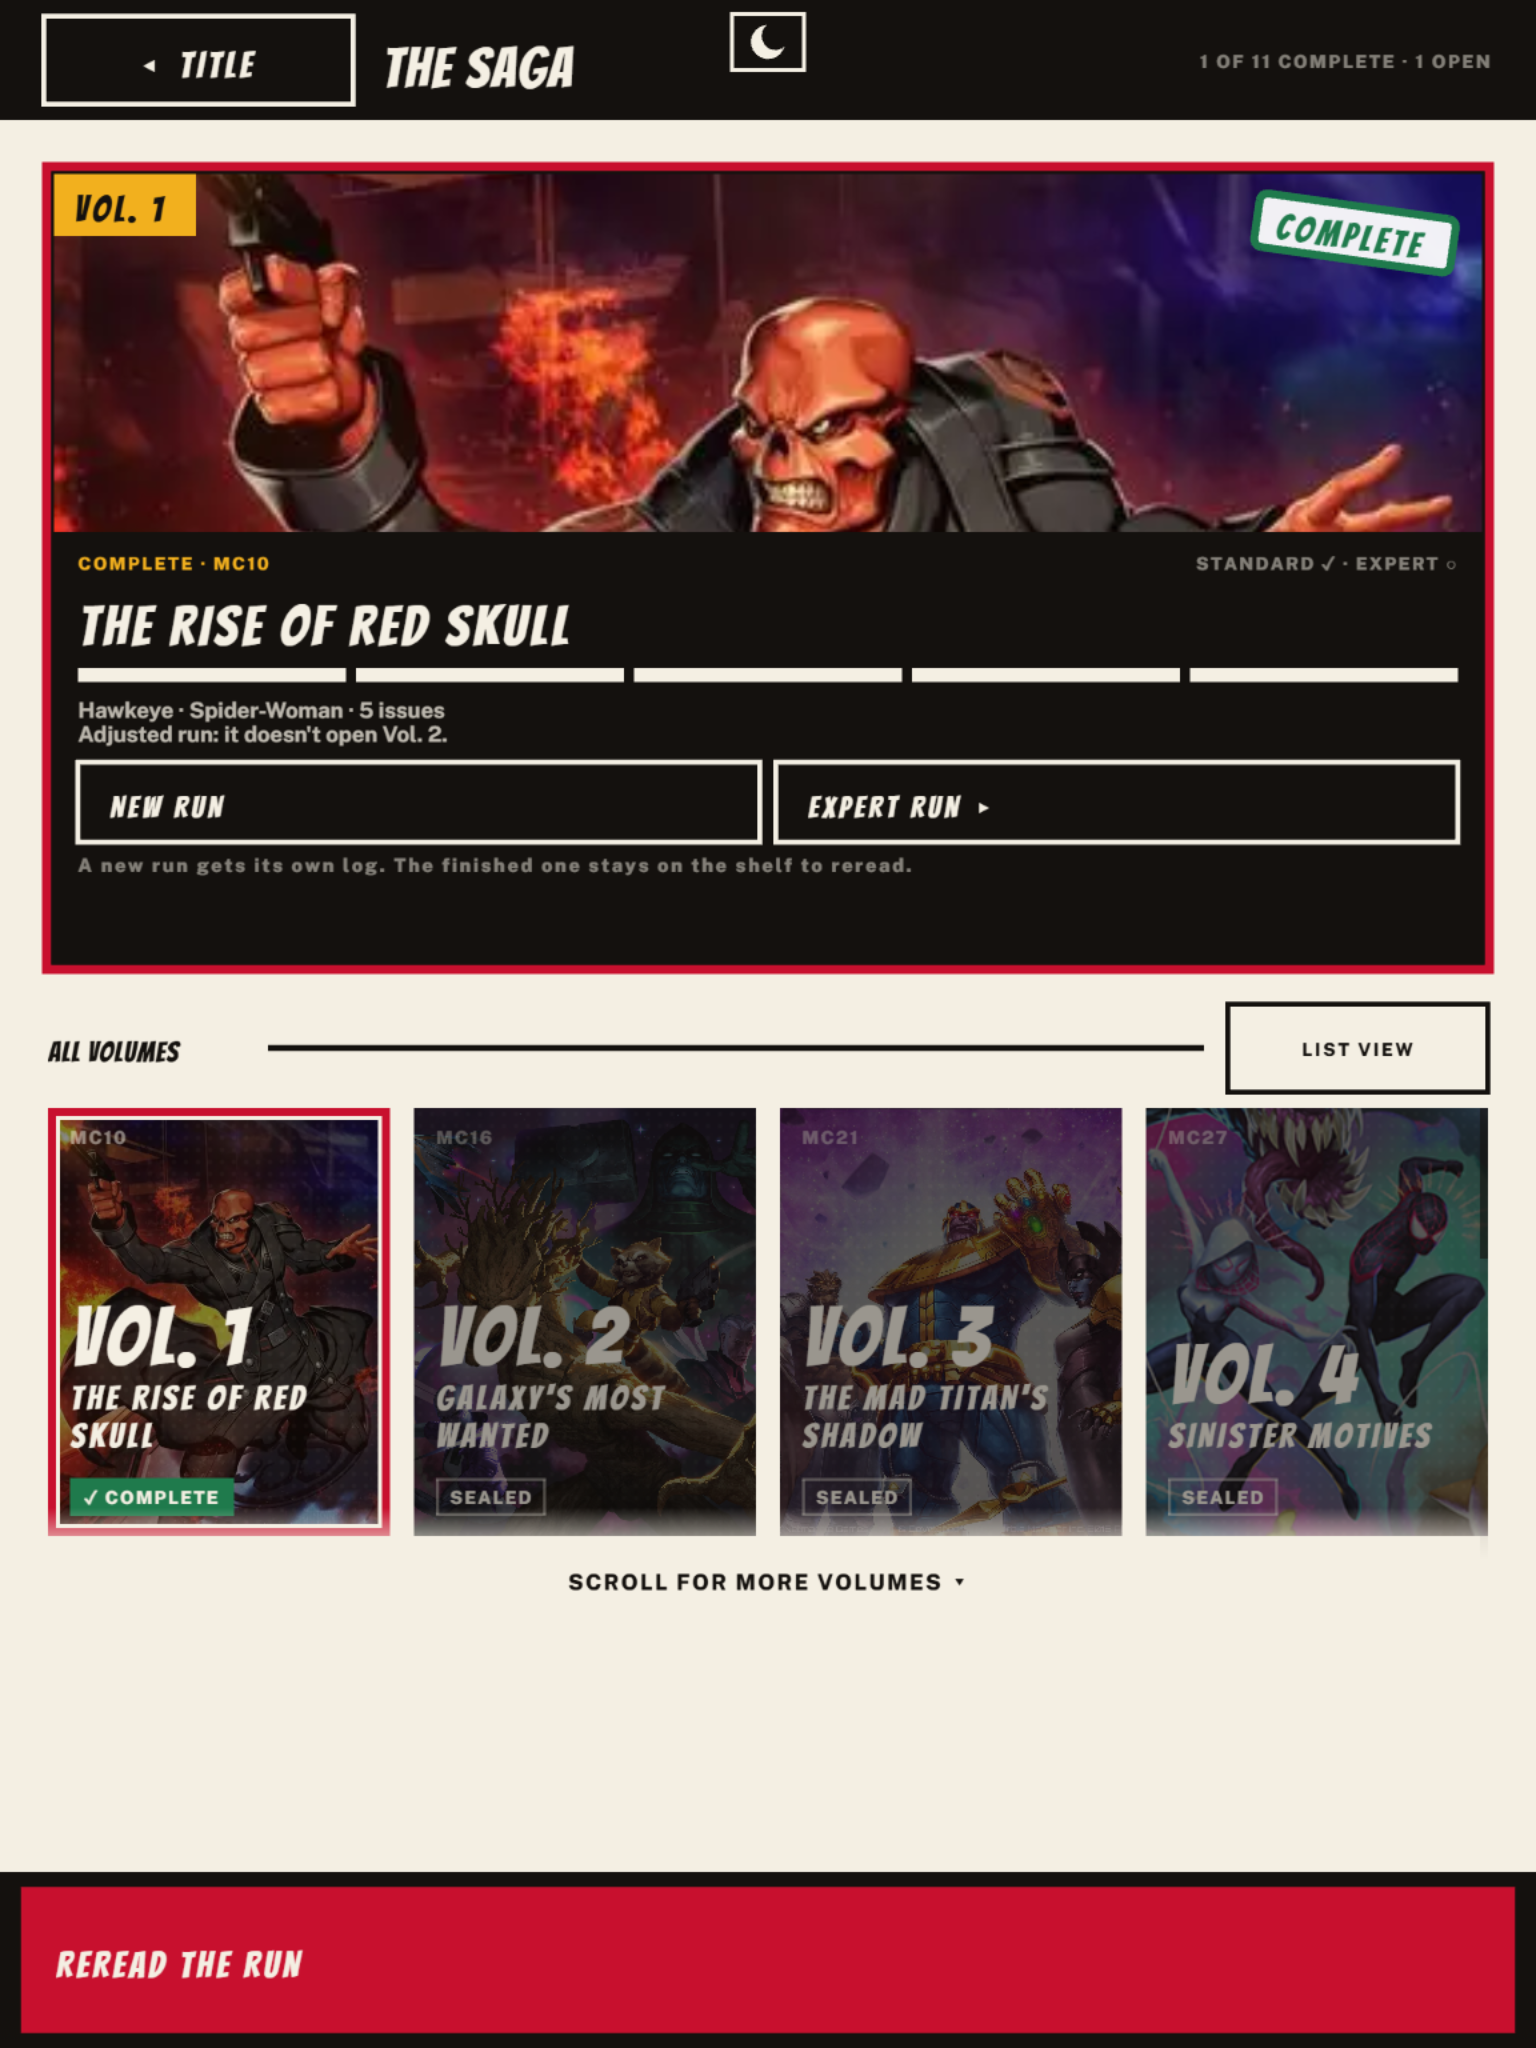 ◂ TITLE
THE SAGA
1 OF 11 COMPLETE · 1 OPEN
VOL. 1
COMPLETE
COMPLETE · MC10
STANDARD ✓ · EXPERT ○
THE RISE OF RED SKULL
Hawkeye · Spider-Woman · 5 issues
Adjusted run: it doesn't open Vol. 2.
NEW RUN
EXPERT RUN ▸
A new run gets its own log. The finished one stays on the shelf to reread.
ALL VOLUMES
LIST VIEW
MC10
VOL. 1
THE RISE OF RED
SKULL
✓ COMPLETE
MC16
VOL. 2
GALAXY'S MOST
WANTED
SEALED
MC21
VOL. 3
THE MAD TITAN'S
SHADOW
SEALED
MC27
VOL. 4
SINISTER MOTIVES
SEALED
SCROLL FOR MORE VOLUMES ▾
REREAD THE RUN